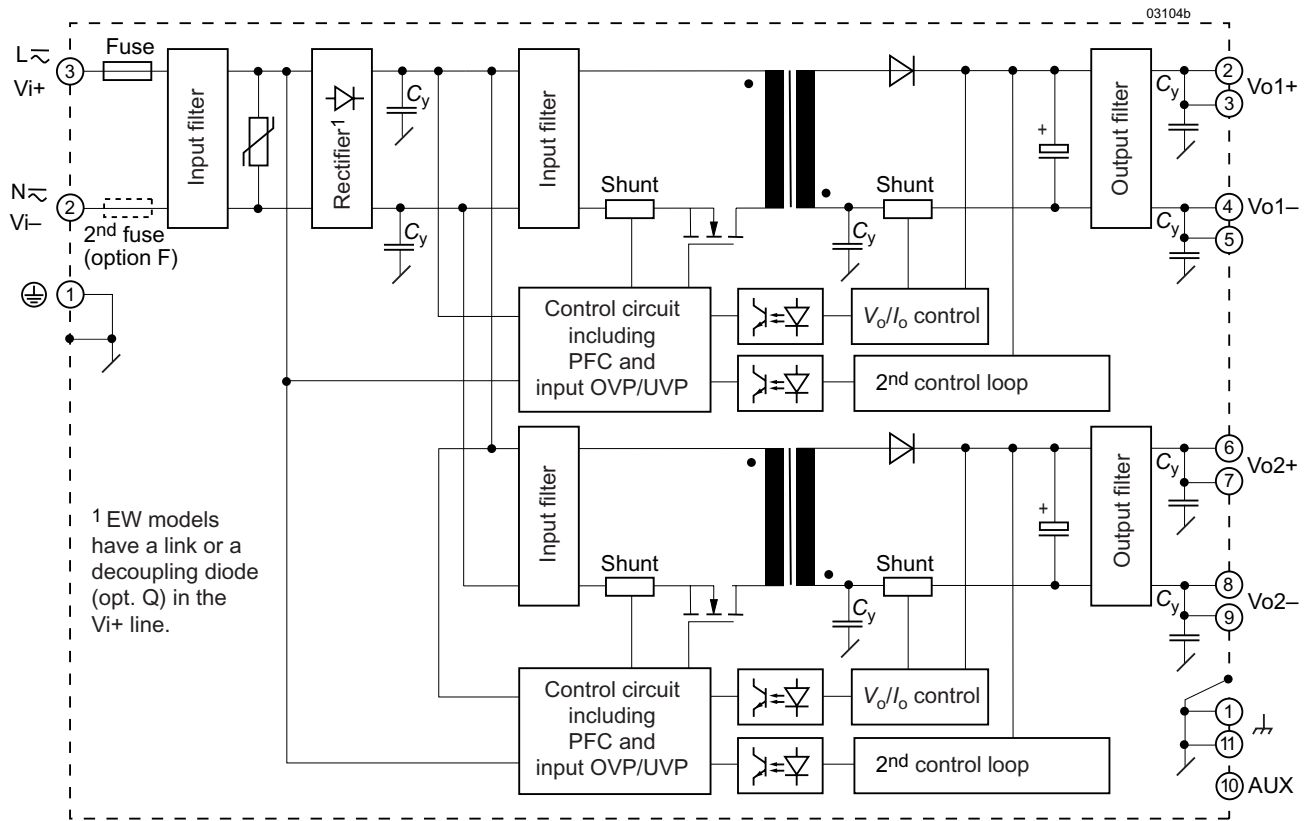 03104b
L
Fuse
3
Vi+
Input filter
Rectifier1
Cy
Input filter
Cy
2
Vo1+
3
+
Output filter
N
2
Vi–
2nd fuse
(option F)
Cy
Shunt
Shunt
Cy
4
Vo1–
Cy
5
1
Control circuit
including
PFC and
input OVP/UVP
Vo/Io control
2nd control loop
Input filter
Cy
6
Vo2+
7
+
Output filter
1 EW models
have a link or a
decoupling diode
(opt. Q) in the
Vi+ line.
Shunt
Shunt
Cy
8
Vo2–
Cy
9
Control circuit
including
PFC and
input OVP/UVP
Vo/Io control
2nd control loop
1
11
10 AUX